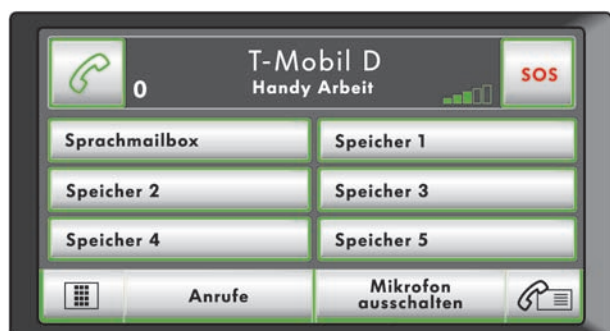 T-Mobil D
0
Handy Arbeit
SOS
Sprachmailbox
Speicher 1
Speicher 2
Speicher 3
Speicher 4
Speicher 5
Anrufe
Mikrofon
ausschalten